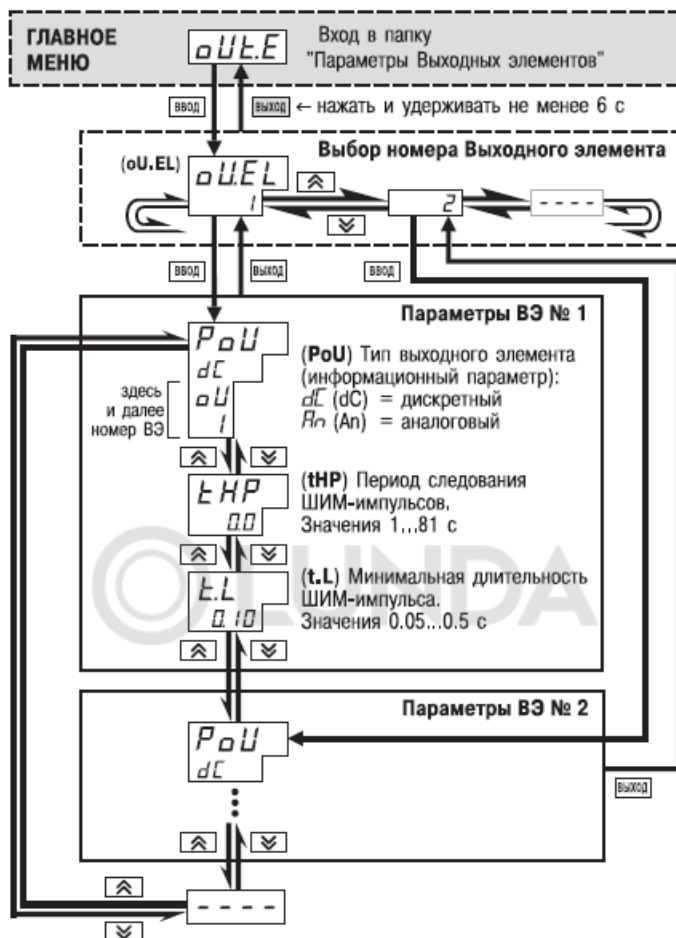 ГЛАВНОЕ МЕНЮ
oUt.E
Вход в папку
"Параметры Выходных элементов"
ВВОД
ВЫХОД ← нажать и удерживать не менее 6 с
Выбор номера Выходного элемента
(oU.EL)
oU.EL
1
2
- - - -
ВВОД
ВЫХОД
ВВОД
Параметры ВЭ № 1
PoU
dC
oU
1
здесь
и далее
номер ВЭ
(PoU) Тип выходного элемента
(информационный параметр):
dC (dC) = дискретный
An (An) = аналоговый
tHP
0.0
(tHP) Период следования
ШИМ-импульсов.
Значения 1...81 с
t.L
0.10
(t.L) Минимальная длительность
ШИМ-импульса.
Значения 0.05...0.5 с
LUNDA
Параметры ВЭ № 2
PoU
dC
ВЫХОД
- - - -